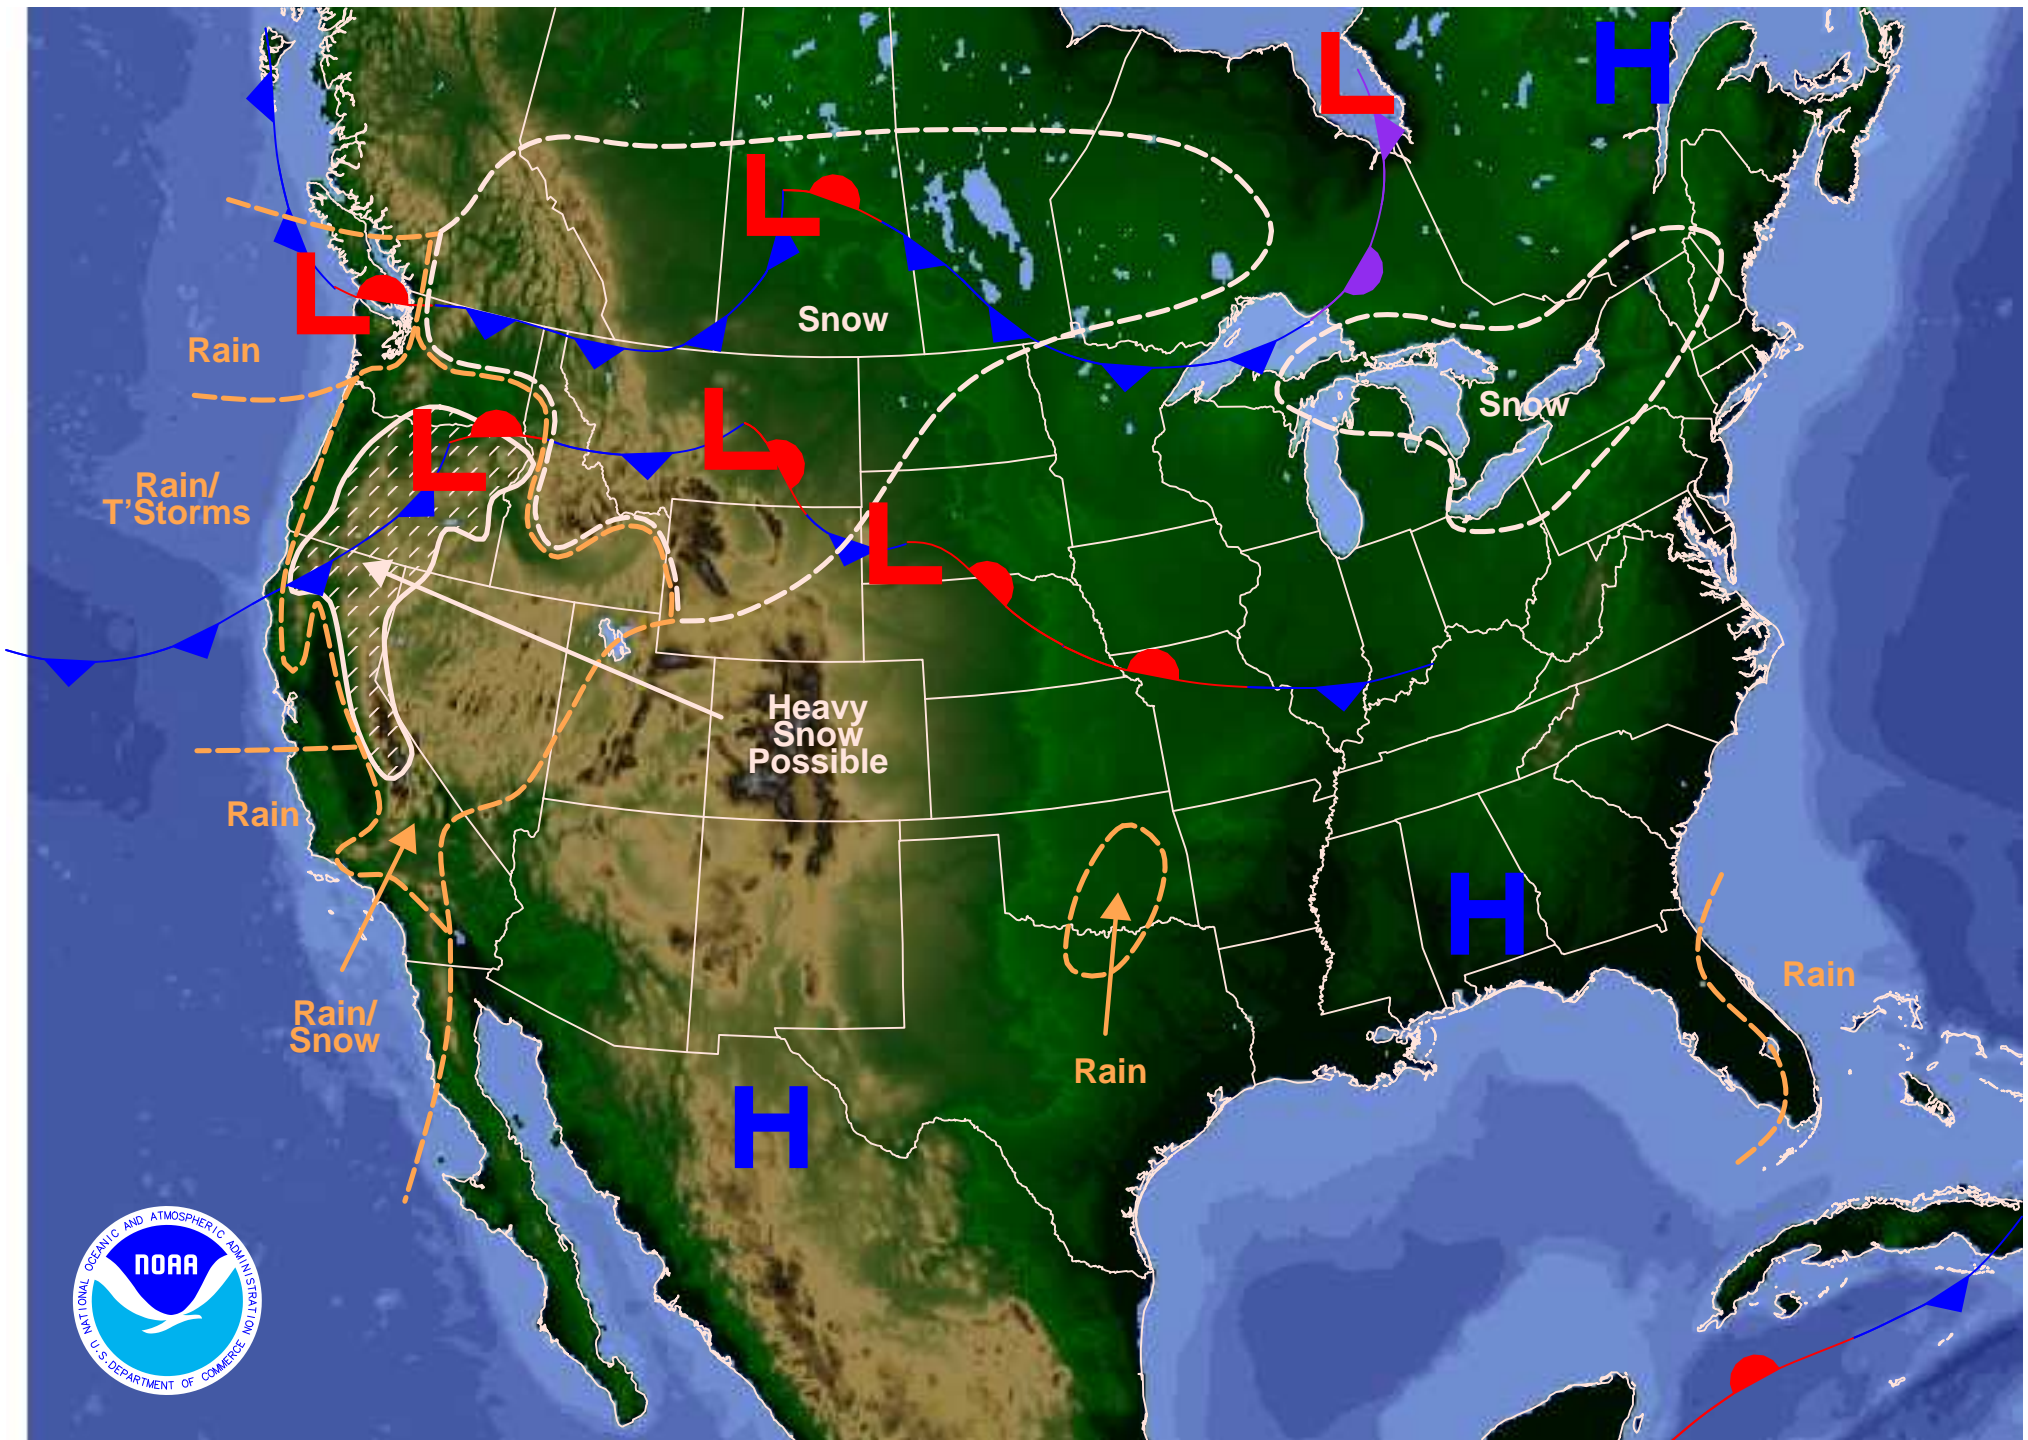 H
L
L
Snow
L
Rain
Snow
L
L
Rain/
T'Storms
L
Heavy
Snow
Possible
Rain
H
Rain
Rain/
Snow
Rain
H
NATIONAL OCEANIC AND ATMOSPHERIC ADMINISTRATION
NOAA
U.S. DEPARTMENT OF COMMERCE